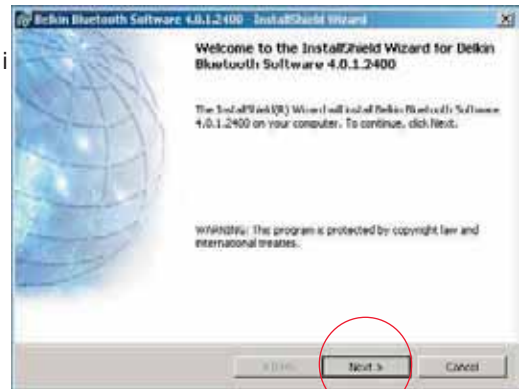 Belkin Bluetooth Software 4.0.1.2400 - InstallShield Wizard
i
Welcome to the InstallShield Wizard for Belkin
Bluetooth Software 4.0.1.2400
The InstallShield(R) Wizard will install Belkin Bluetooth Software
4.0.1.2400 on your computer. To continue, click Next.
WARNING: This program is protected by copyright law and
international treaties.
< Back
Next >
Cancel